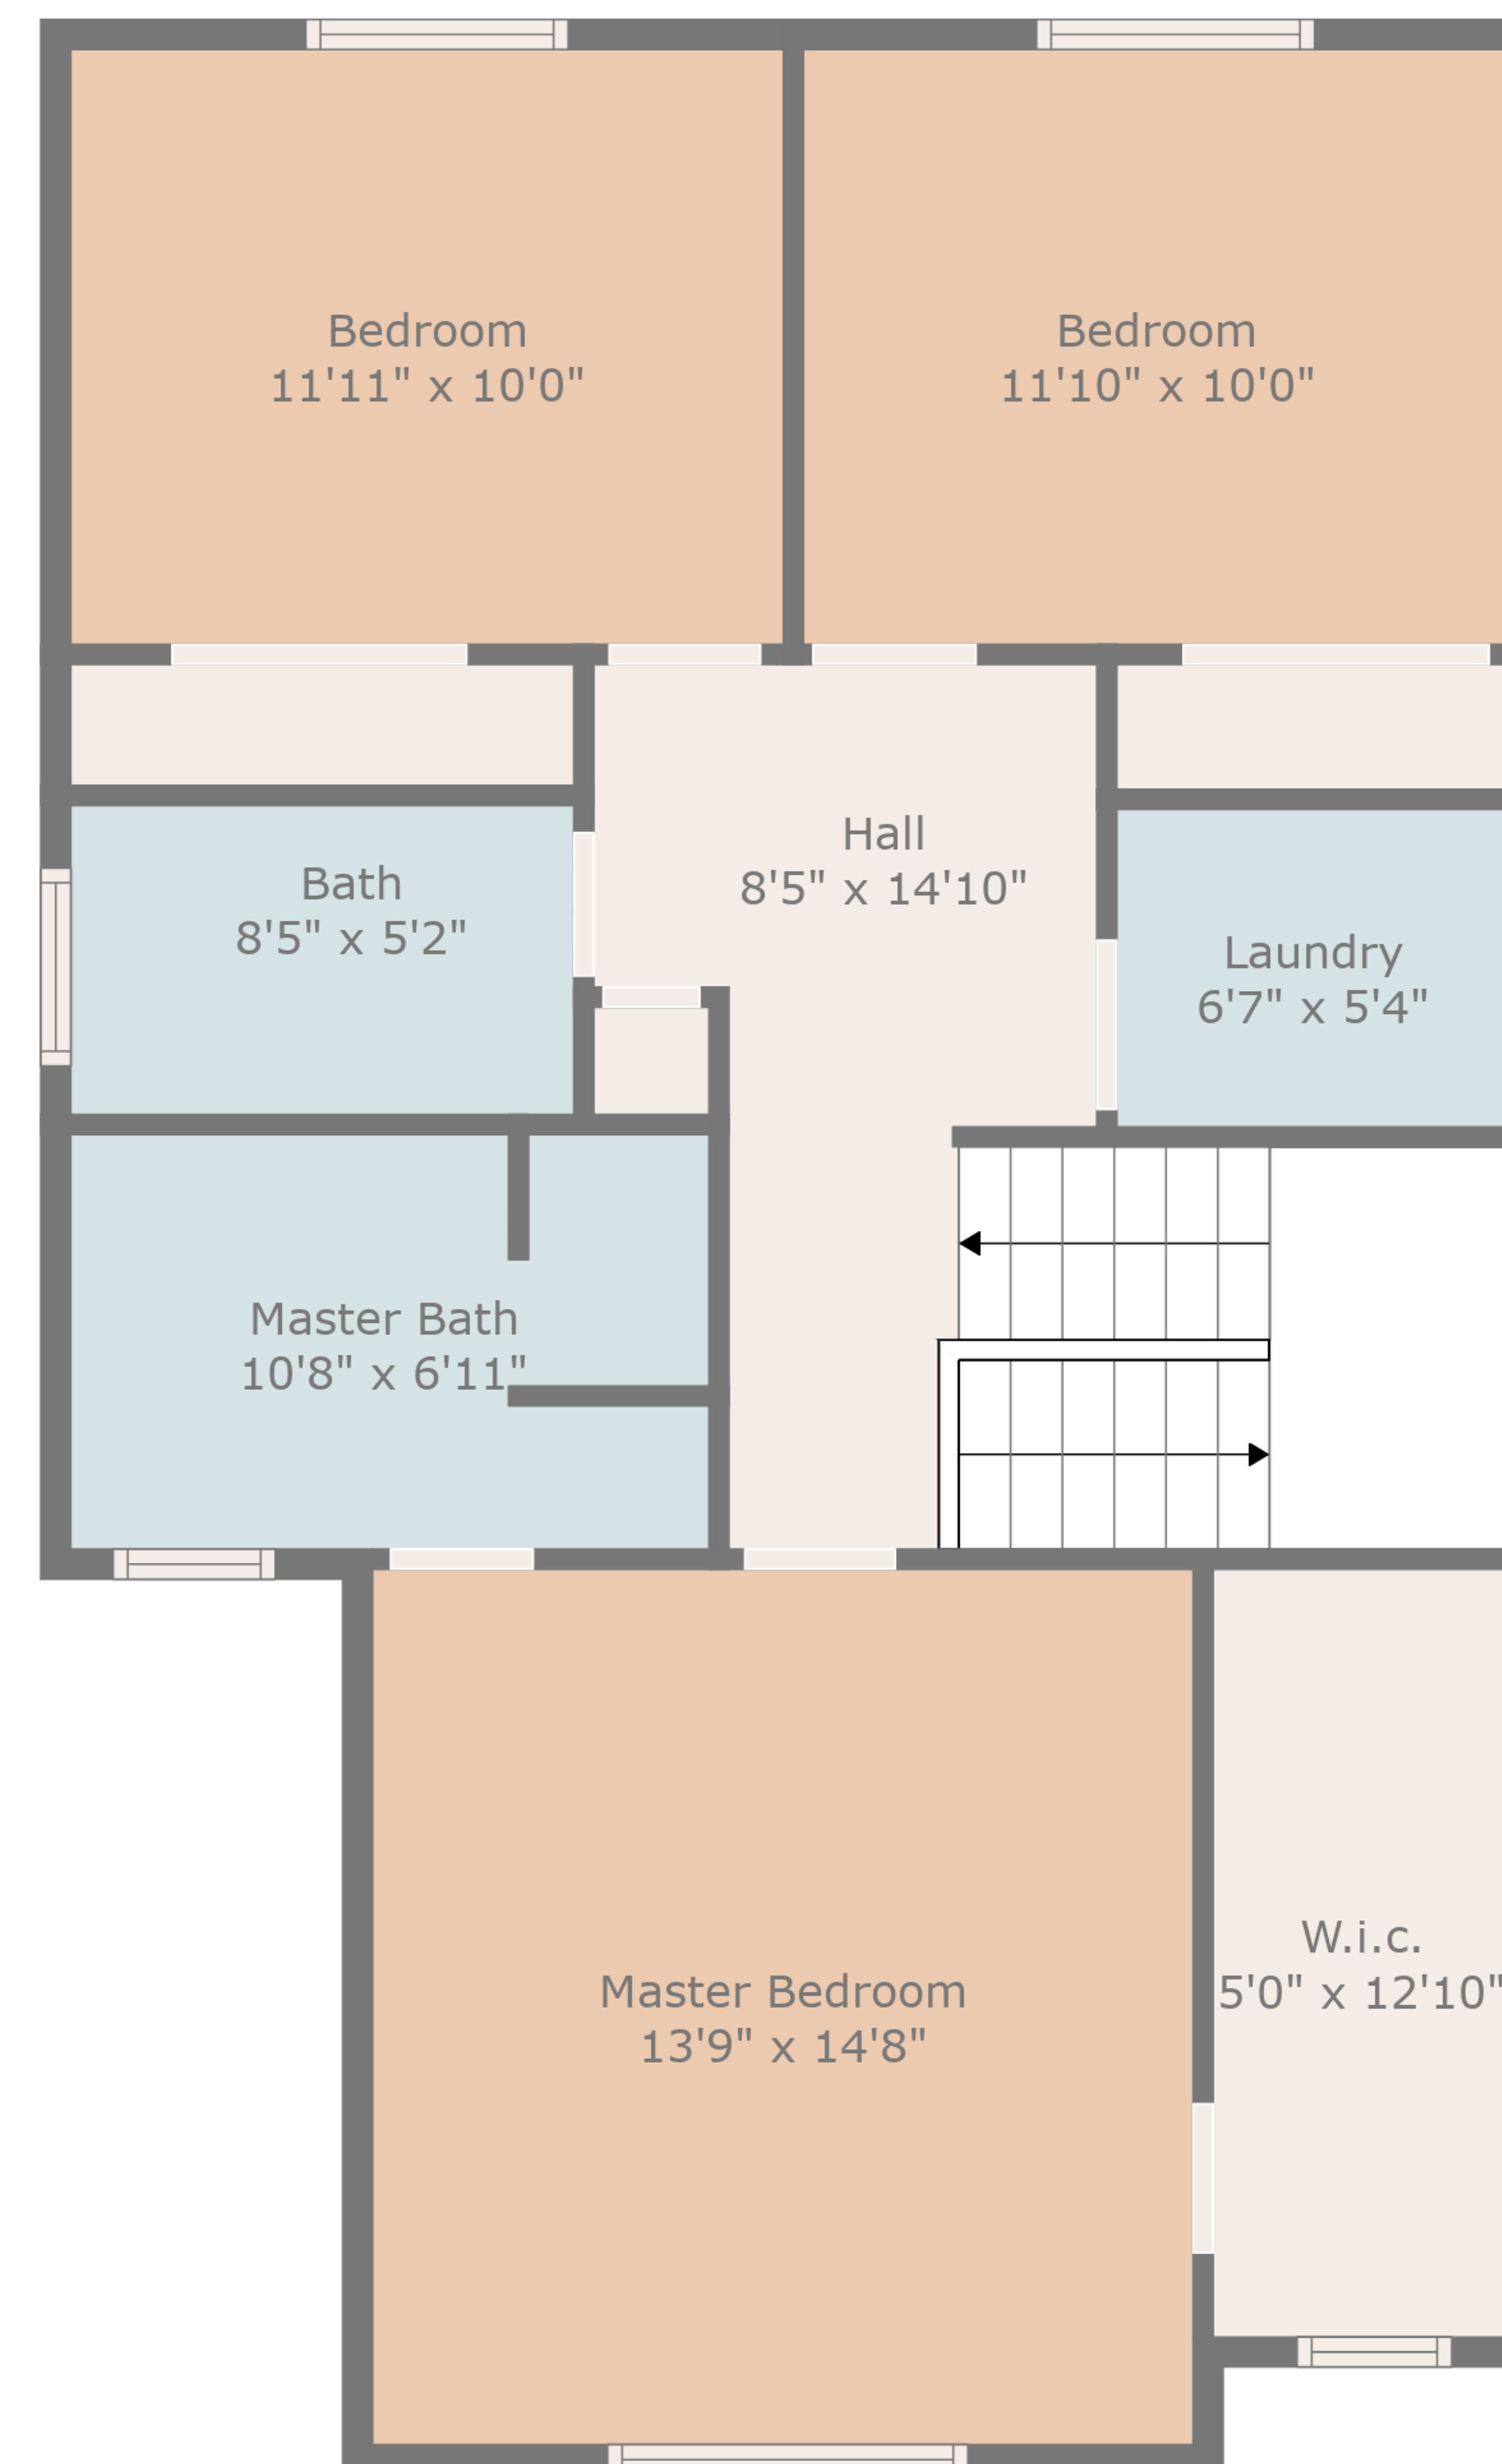 Bedroom
11'11" x 10'0"
Bedroom
11'10" x 10'0"
Hall
8'5" x 14'10"
Bath
8'5" x 5'2"
Laundry
6'7" x 5'4"
Master Bath
10'8" x 6'11"
W.i.c.
5'0" x 12'10"
Master Bedroom
13'9" x 14'8"